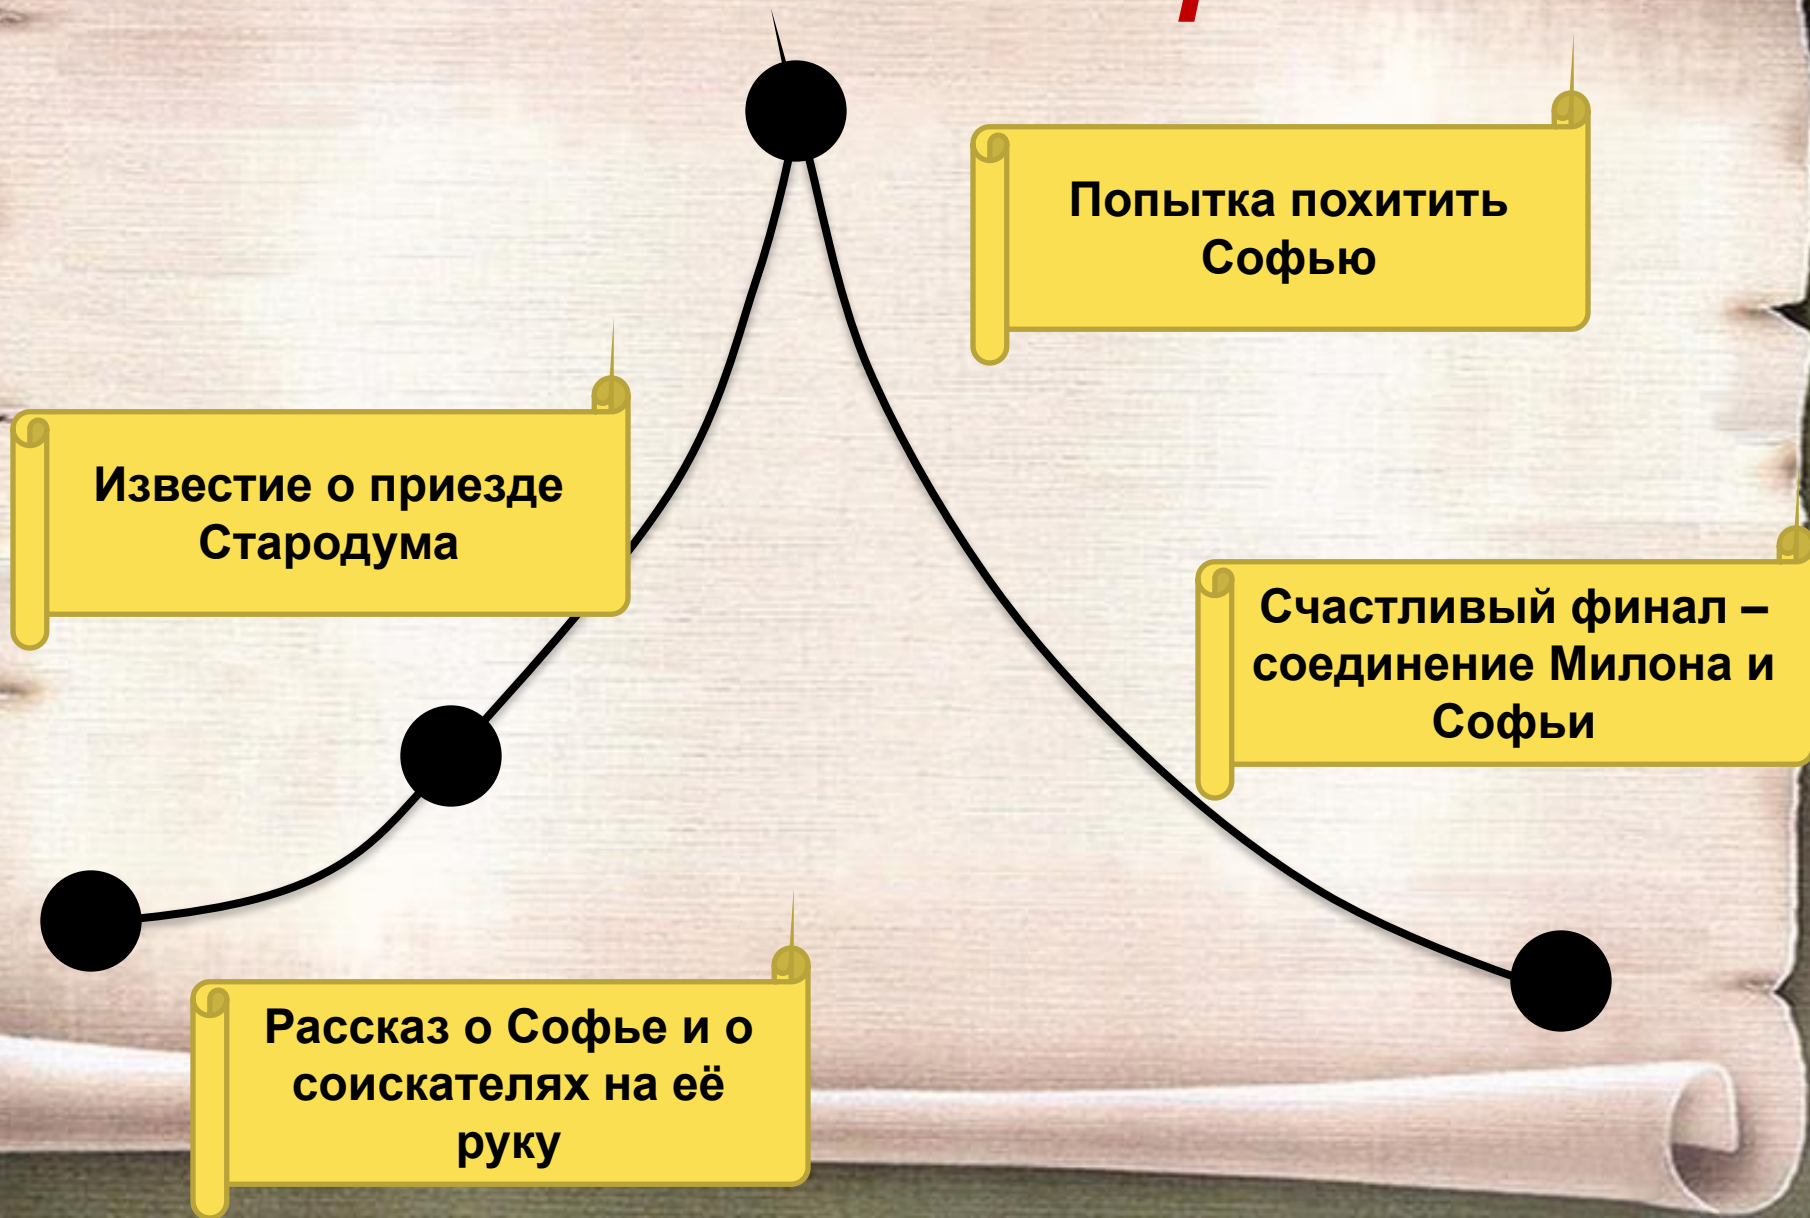 Попытка похитить
Софью
Известие о приезде
Стародума
Счастливый финал –
соединение Милона и
Софьи
Рассказ о Софье и о
соискателях на её
руку